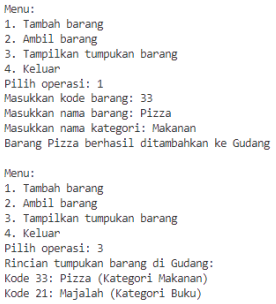 Menu:
1. Tambah barang
2. Ambil barang
3. Tampilkan tumpukan barang
4. Keluar
Pilih operasi: 1
Masukkan kode barang: 33
Masukkan nama barang: Pizza
Masukkan nama kategori: Makanan
Barang Pizza berhasil ditambahkan ke Gudang

Menu:
1. Tambah barang
2. Ambil barang
3. Tampilkan tumpukan barang
4. Keluar
Pilih operasi: 3
Rincian tumpukan barang di Gudang:
Kode 33: Pizza (Kategori Makanan)
Kode 21: Majalah (Kategori Buku)